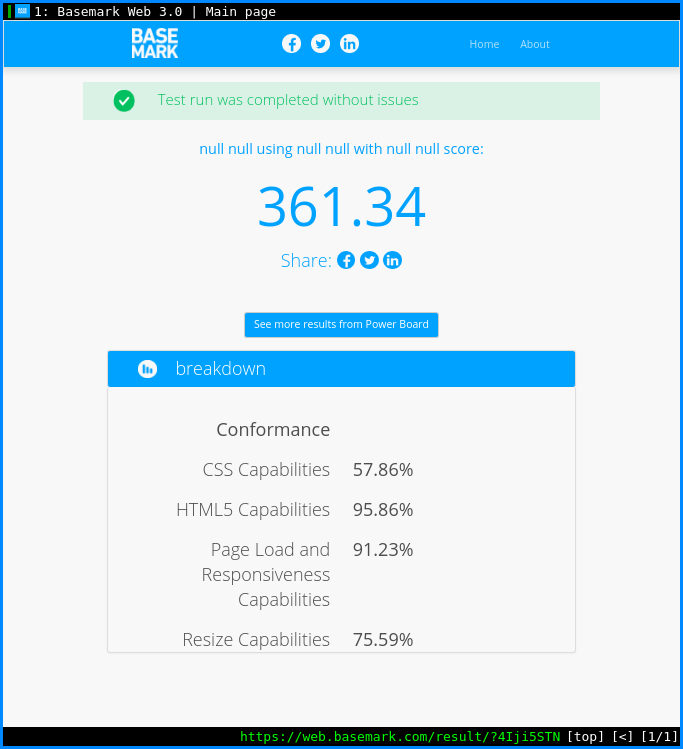 1: Basemark Web 3.0 | Main page
BASE
MARK
Home About
Test run was completed without issues
null null using null null with null null score:
361.34
Share:
See more results from Power Board
breakdown
Conformance
CSS Capabilities 57.86%
HTML5 Capabilities 95.86%
Page Load and 91.23%
Responsiveness
Capabilities
Resize Capabilities 75.59%
https://web.basemark.com/result/?4Iji5STN [top] [<] [1/1]